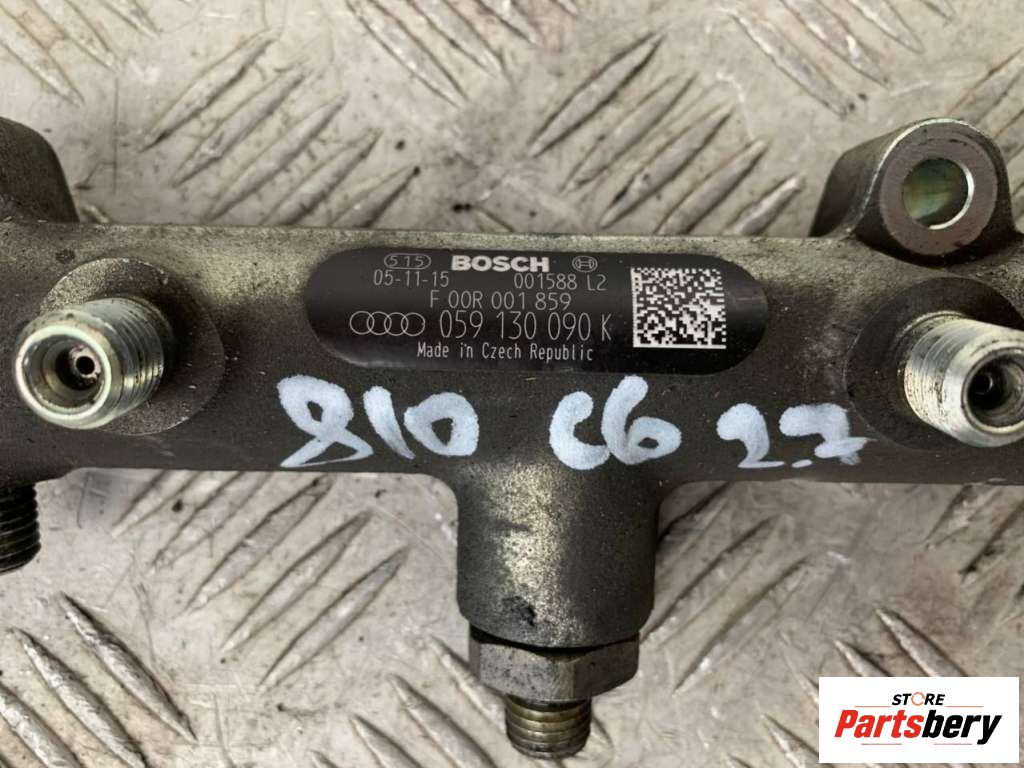 515 BOSCH
05-11-15 001588 L2
F 00R 001 859
059 130 090 K
Made in Czech Republic
810 C6 2.7
STORE
Partsbery